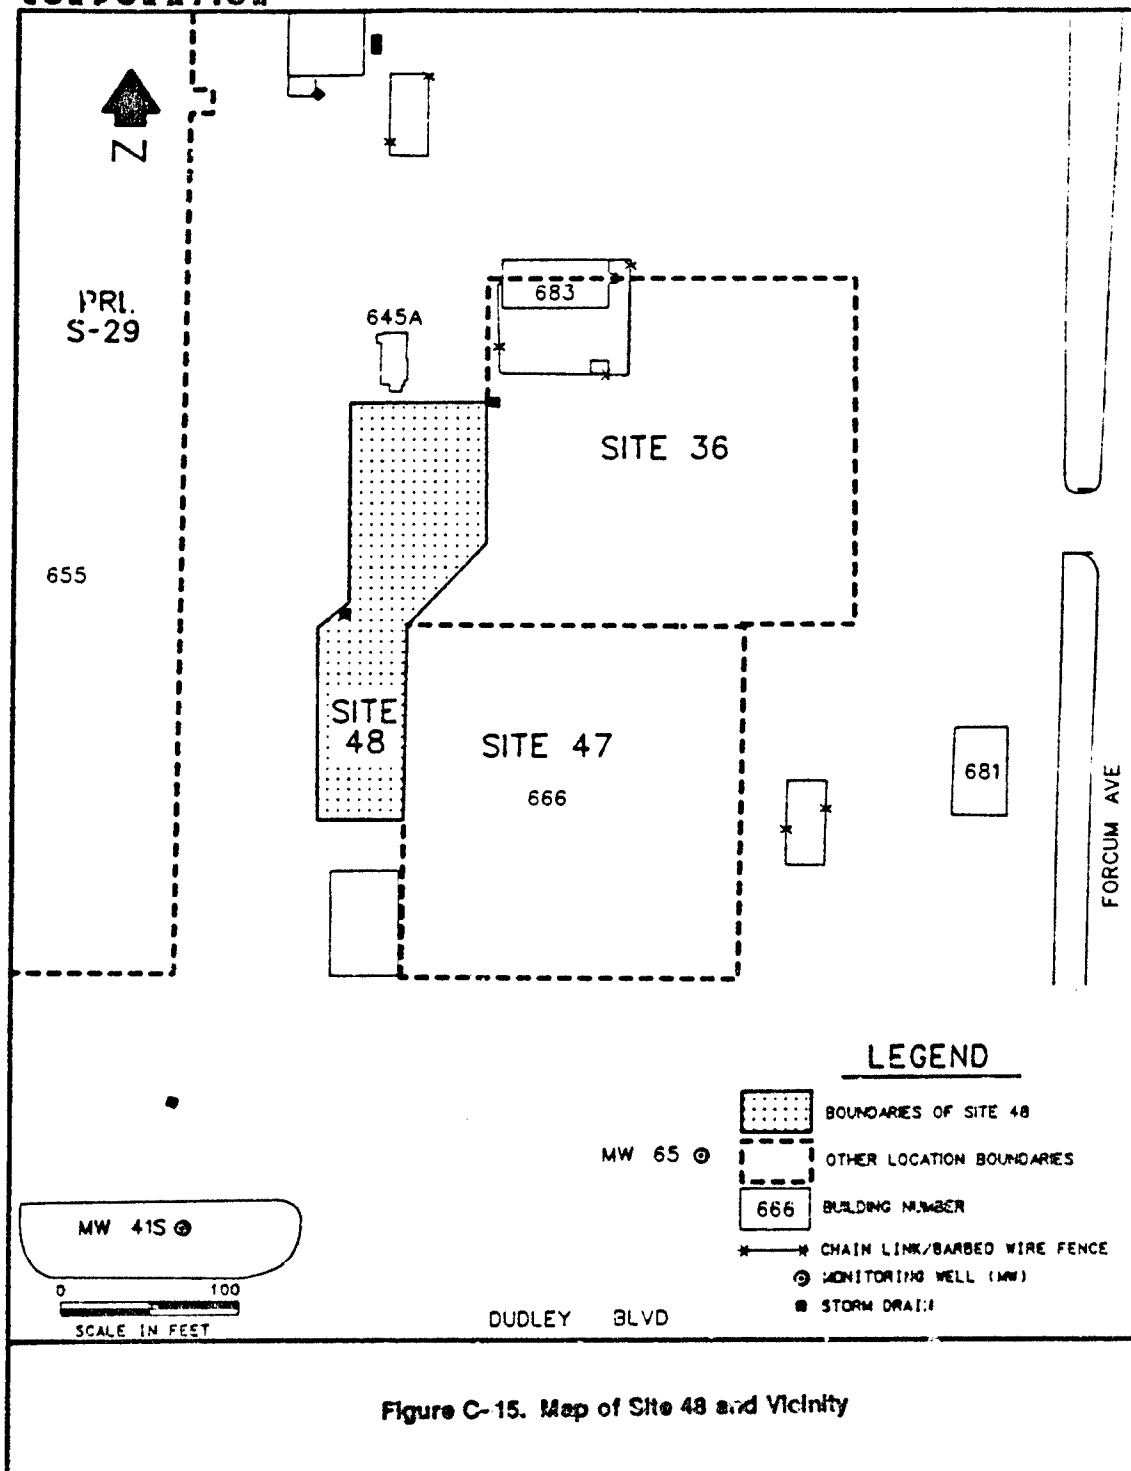 CORPORATION
N
PRL
S-29
683
645A
SITE 36
655
SITE
48
SITE 47
666
681
FORCUM AVE
LEGEND
BOUNDARIES OF SITE 48
MW 65
OTHER LOCATION BOUNDARIES
666 BUILDING NUMBER
MW 41S
CHAIN LINK/BARBED WIRE FENCE
MONITORING WELL (MW)
STORM DRAIN
0 100
SCALE IN FEET
DUDLEY BLVD
Figure C-15. Map of Site 48 and Vicinity